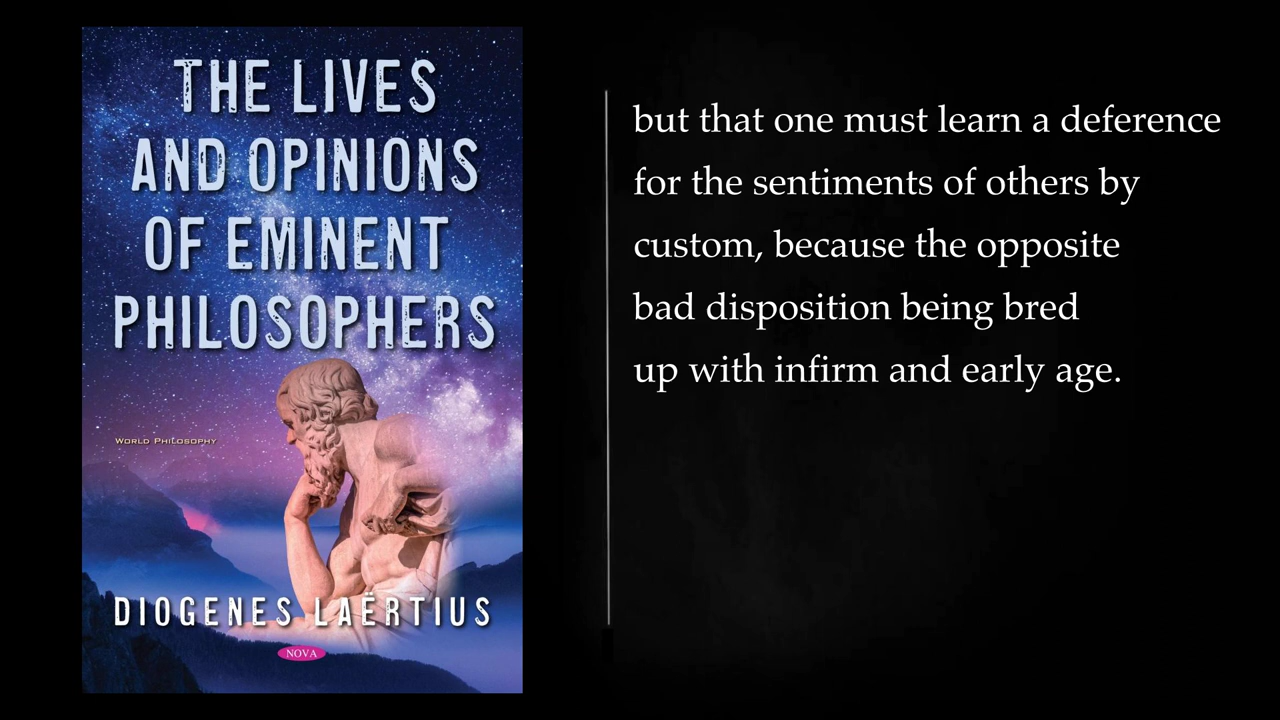 THE LIVES
AND OPINIONS
OF EMINENT
PHILOSOPHERS
WORLD PHILOSOPHY
DIOGENES LAËRTIUS
NOVA
but that one must learn a deference
for the sentiments of others by
custom, because the opposite
bad disposition being bred
up with infirm and early age.